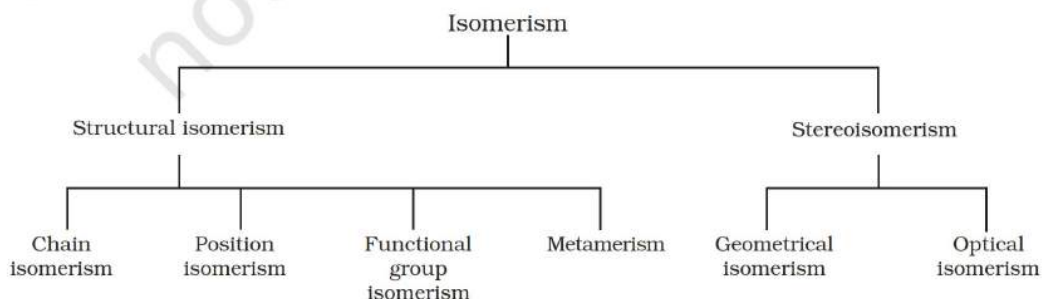 Isomerism
Structural isomerism
Stereoisomerism
Chain
isomerism
Position
isomerism
Functional
group
isomerism
Metamerism
Geometrical
isomerism
Optical
isomerism